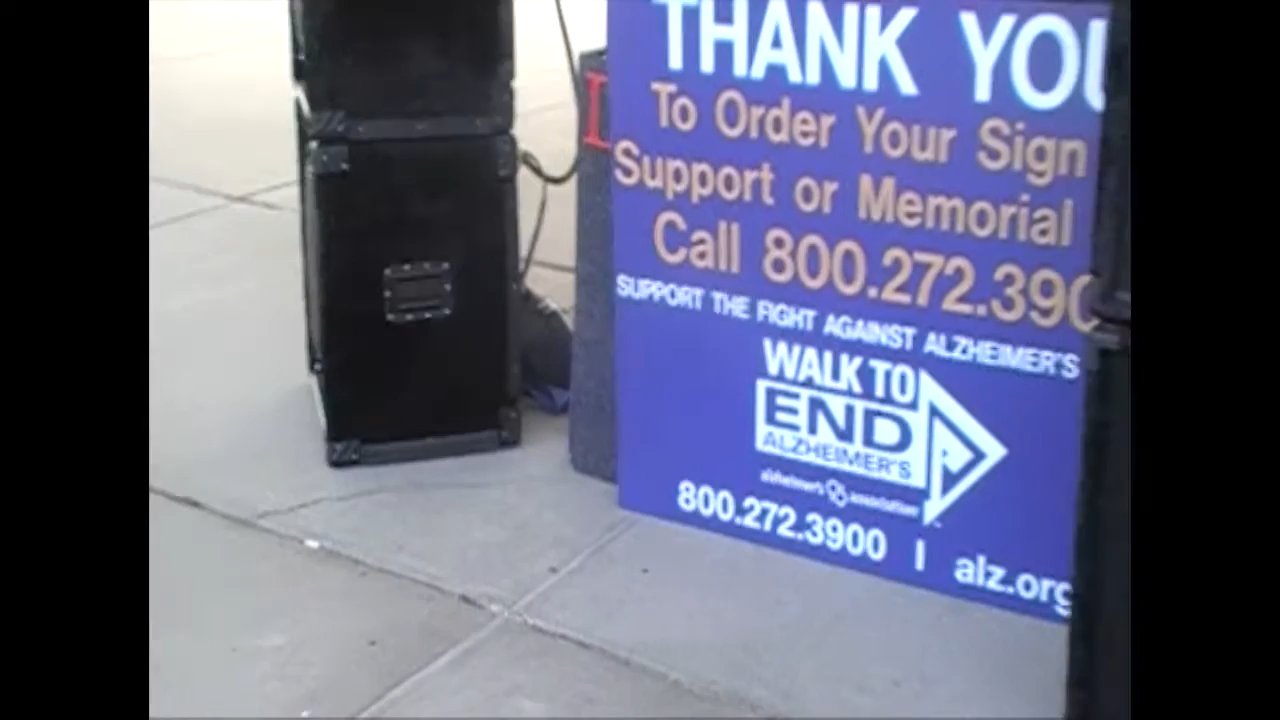 THANK YOU
To Order Your Sign
Support or Memorial
Call 800.272.390
SUPPORT THE FIGHT AGAINST ALZHEIMER'S
WALK TO
END
ALZHEIMER'S
alzheimer's association
800.272.3900 | alz.org